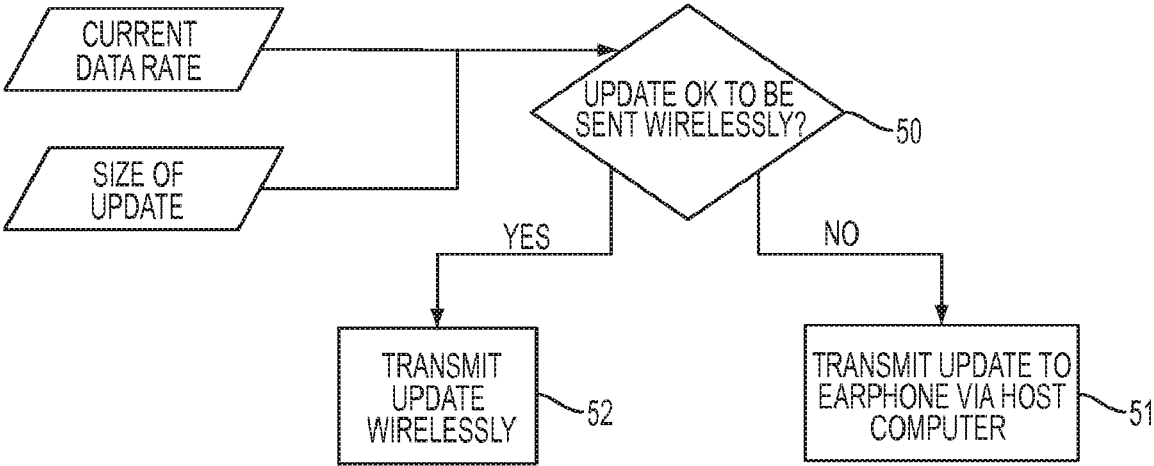 CURRENT
DATA RATE
UPDATE OK TO BE
SENT WIRELESSLY?
50
SIZE OF
UPDATE
YES
NO
TRANSMIT
UPDATE
WIRELESSLY
52
TRANSMIT UPDATE TO
EARPHONE VIA HOST
COMPUTER
51